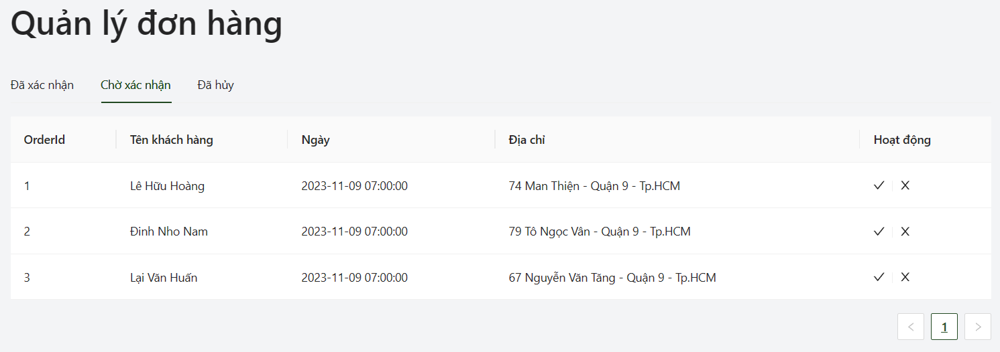 Quản lý đơn hàng
Đã xác nhận Chờ xác nhận Đã hủy
OrderId Tên khách hàng Ngày Địa chỉ Hoạt động
1 Lê Hữu Hoàng 2023-11-09 07:00:00 74 Man Thiện - Quận 9 - Tp.HCM
2 Đinh Nho Nam 2023-11-09 07:00:00 79 Tô Ngọc Vân - Quận 9 - Tp.HCM
3 Lại Văn Huấn 2023-11-09 07:00:00 67 Nguyễn Văn Tăng - Quận 9 - Tp.HCM
1